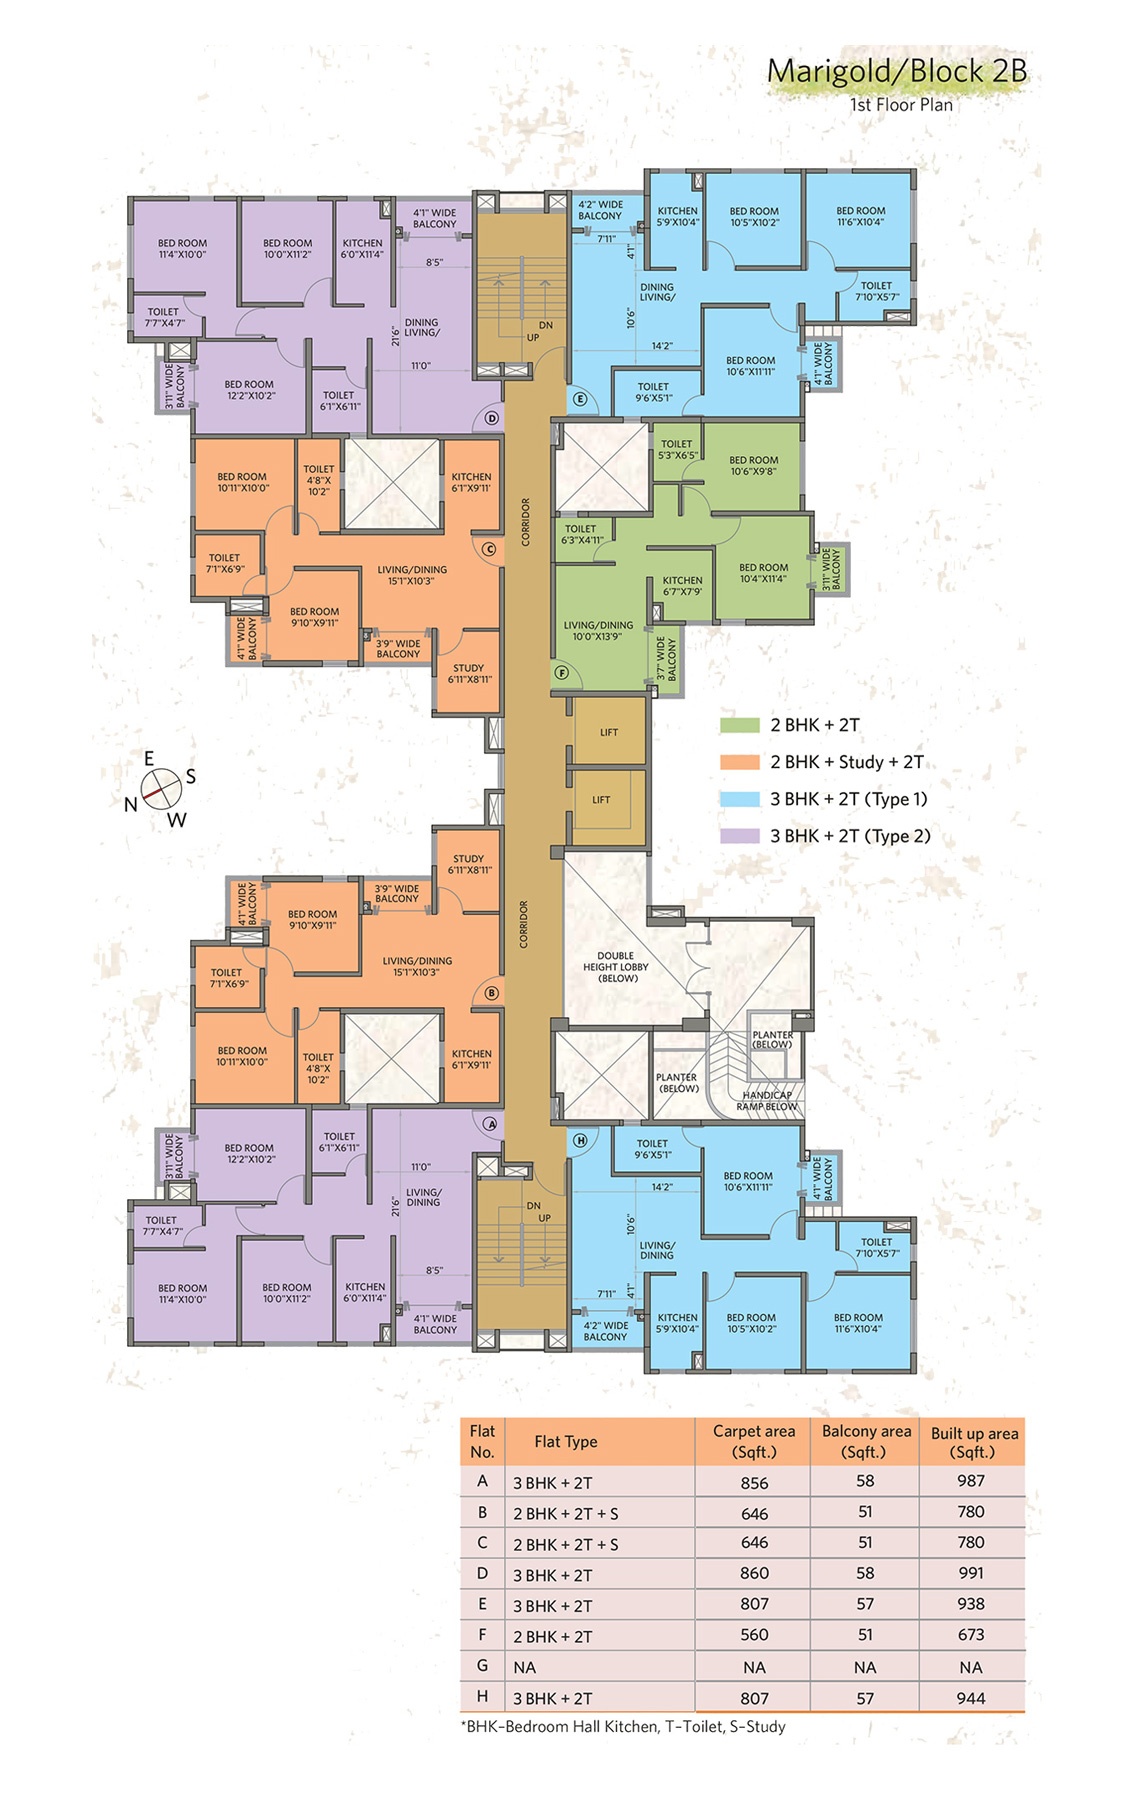 Marigold/Block 2B
1st Floor Plan
BED ROOM
11'4"X10'0"
BED ROOM
10'0"X11'2"
KITCHEN
6'0"X11'4"
4'1" WIDE
BALCONY
8'5"
TOILET
7'7"X4'7"
DINING
LIVING/
21'6"
11'0"
3'11" WIDE
BALCONY
BED ROOM
12'2"X10'2"
TOILET
6'1"X6'11"
D
DN
UP
4'2" WIDE
BALCONY
7'11"
4'1"
KITCHEN
5'9"X10'4"
BED ROOM
10'5"X10'2"
BED ROOM
11'6"X10'4"
DINING
LIVING/
10'6"
14'2"
TOILET
7'10"X5'7"
BED ROOM
10'6"X11'11"
4'1" WIDE
BALCONY
TOILET
9'6"X5'1"
E
BED ROOM
10'11"X10'0"
TOILET
4'8"X
10'2"
KITCHEN
6'1"X9'11'
TOILET
7'1"X6'9"
LIVING/DINING
15'1"X10'3"
C
BED ROOM
9'10"X9'11"
4'1" WIDE
BALCONY
3'9" WIDE
BALCONY
STUDY
6'11"X8'11"
CORRIDOR
TOILET
5'3"X6'5"
BED ROOM
10'6"X9'8"
TOILET
6'3"X4'11"
BED ROOM
10'4"X11'4"
3'11" WIDE
BALCONY
KITCHEN
6'7"X7'9'
LIVING/DINING
10'0"X13'9"
3'7" WIDE
BALCONY
F
LIFT
LIFT
2 BHK + 2T
2 BHK + Study + 2T
3 BHK + 2T (Type 1)
3 BHK + 2T (Type 2)
E
S
N
W
STUDY
6'11"X8'11"
4'1" WIDE
BALCONY
BED ROOM
9'10"X9'11"
3'9" WIDE
BALCONY
TOILET
7'1"X6'9"
LIVING/DINING
15'1"X10'3"
B
BED ROOM
10'11"X10'0"
TOILET
4'8"X
10'2"
KITCHEN
6'1"X9'11'
CORRIDOR
DOUBLE
HEIGHT LOBBY
(BELOW)
PLANTER
(BELOW)
PLANTER
(BELOW)
HANDICAP
RAMP BELOW
3'11" WIDE
BALCONY
BED ROOM
12'2"X10'2"
TOILET
6'1"X6'11"
A
11'0"
LIVING/
DINING
21'6"
TOILET
7'7"X4'7"
BED ROOM
11'4"X10'0"
BED ROOM
10'0"X11'2"
KITCHEN
6'0"X11'4"
8'5"
4'1" WIDE
BALCONY
DN
UP
H
TOILET
9'6"X5'1"
BED ROOM
10'6"X11'11"
4'1" WIDE
BALCONY
14'2"
10'6"
LIVING/
DINING
TOILET
7'10"X5'7"
7'11"
4'1"
4'2" WIDE
BALCONY
KITCHEN
5'9"X10'4"
BED ROOM
10'5"X10'2"
BED ROOM
11'6"X10'4"
Flat No. Flat Type Carpet area (Sqft.) Balcony area (Sqft.) Built up area (Sqft.)
A 3 BHK + 2T 856 58 987
B 2 BHK + 2T + S 646 51 780
C 2 BHK + 2T + S 646 51 780
D 3 BHK + 2T 860 58 991
E 3 BHK + 2T 807 57 938
F 2 BHK + 2T 560 51 673
G NA NA NA NA
H 3 BHK + 2T 807 57 944
*BHK-Bedroom Hall Kitchen, T-Toilet, S-Study